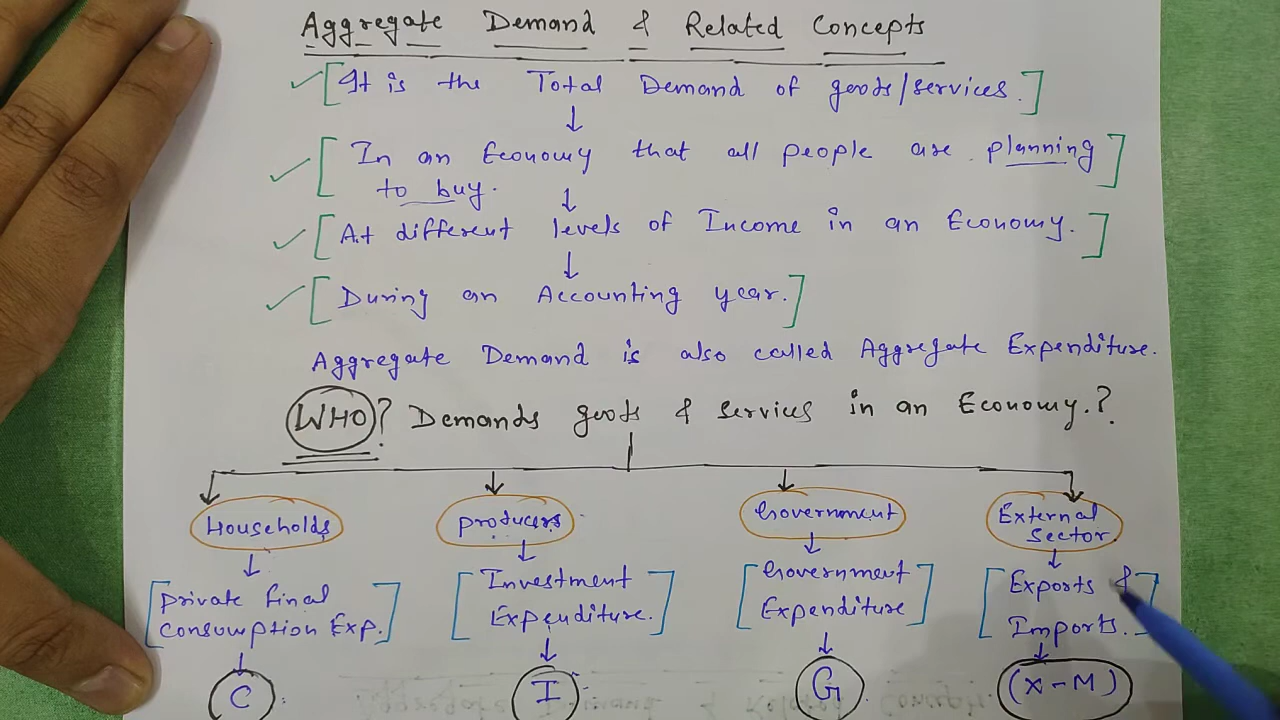 Aggregate Demand & Related Concepts
It is the Total Demand of goods/services.
In an Economy that all people are planning
to buy.
At different levels of Income in an Economy.
During an Accounting year.
Aggregate Demand is also called Aggregate Expenditure.
WHO? Demands goods & services in an Economy.?
Households producers Government External
Sector
Private final Investment Government Exports &
Consumption Exp. Expenditure. Expenditure Imports.
C I G (X-M)